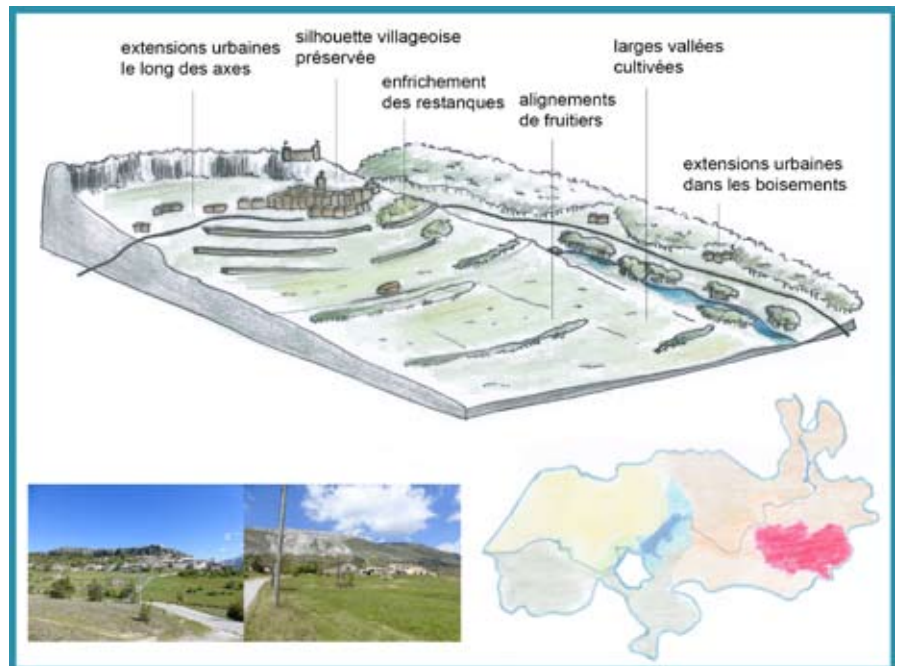 extensions urbaines
le long des axes
silhouette villageoise
préservée
enfrichement
des restanques
alignements
de fruitiers
larges vallées
cultivées
extensions urbaines
dans les boisements